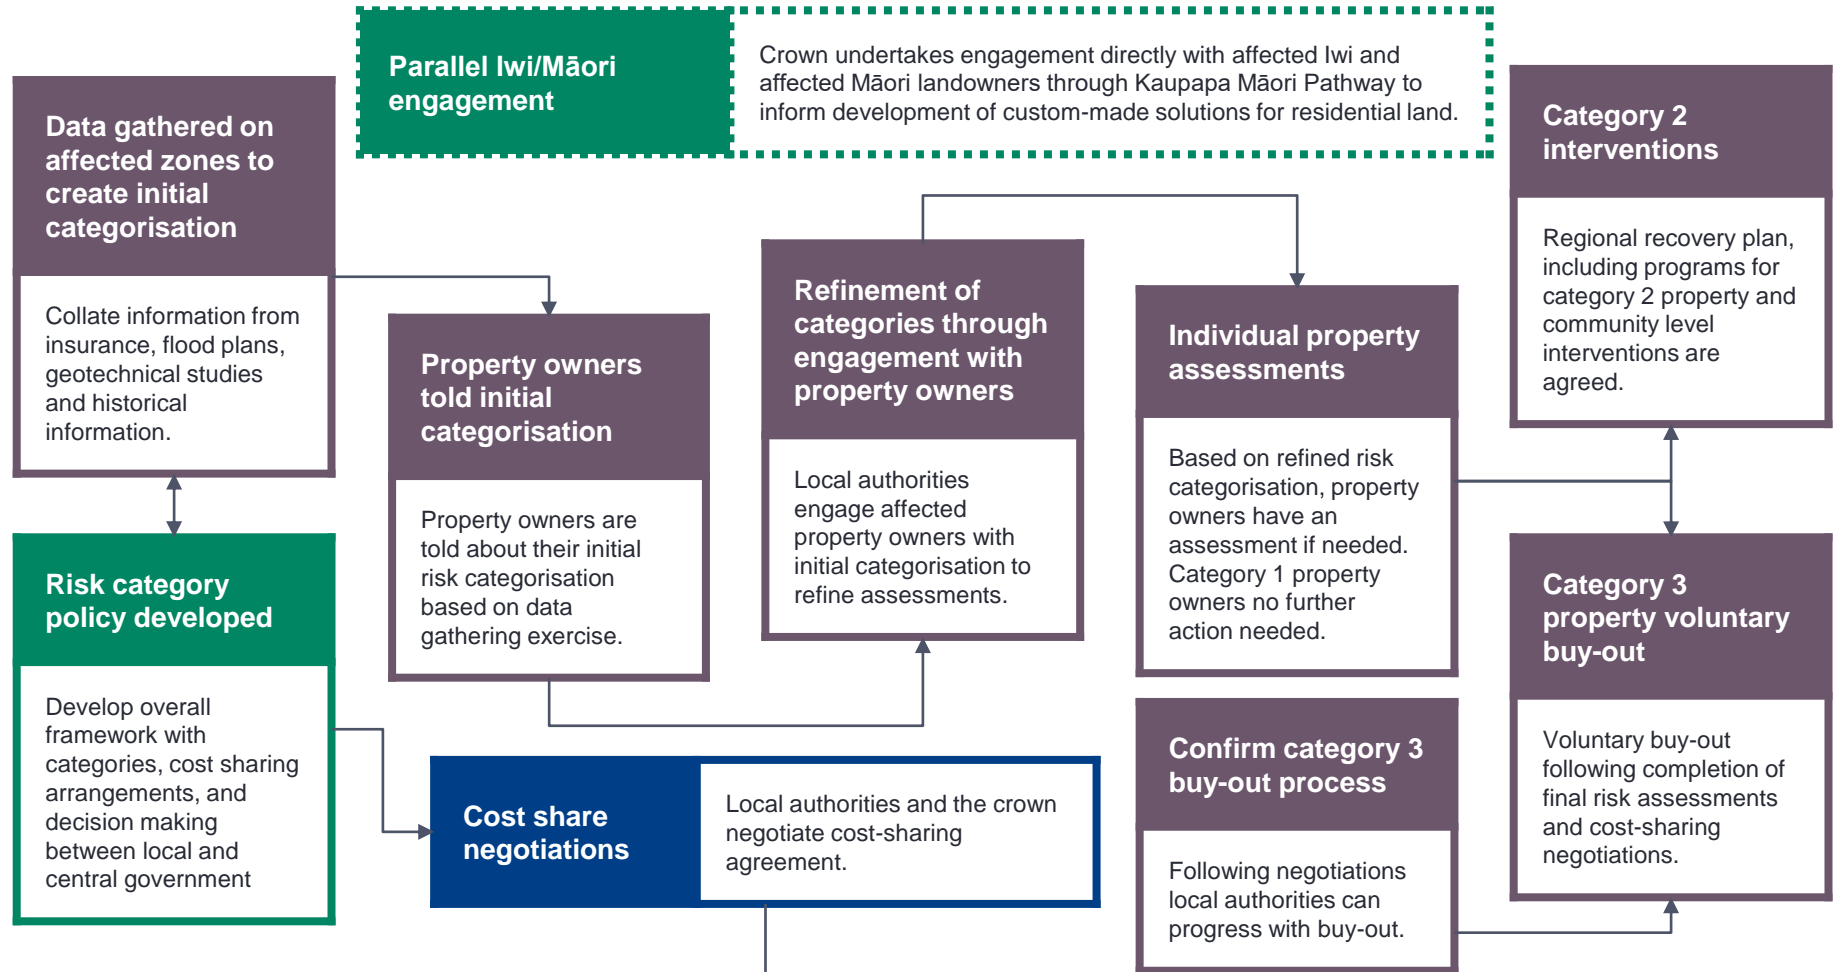 Parallel Iwi/Māori
engagement
Crown undertakes engagement directly with affected Iwi and
affected Māori landowners through Kaupapa Māori Pathway to
inform development of custom-made solutions for residential land.
Data gathered on
affected zones to
create initial
categorisation
Collate information from
insurance, flood plans,
geotechnical studies
and historical
information.
Risk category
policy developed
Develop overall
framework with
categories, cost sharing
arrangements, and
decision making
between local and
central government
Property owners
told initial
categorisation
Property owners are
told about their initial
risk categorisation
based on data
gathering exercise.
Refinement of
categories through
engagement with
property owners
Local authorities
engage affected
property owners with
initial categorisation to
refine assessments.
Cost share
negotiations
Local authorities and the crown
negotiate cost-sharing
agreement.
Individual property
assessments
Based on refined risk
categorisation, property
owners have an
assessment if needed.
Category 1 property
owners no further
action needed.
Confirm category 3
buy-out process
Following negotiations
local authorities can
progress with buy-out.
Category 2
interventions
Regional recovery plan,
including programs for
category 2 property and
community level
interventions are
agreed.
Category 3
property voluntary
buy-out
Voluntary buy-out
following completion of
final risk assessments
and cost-sharing
negotiations.